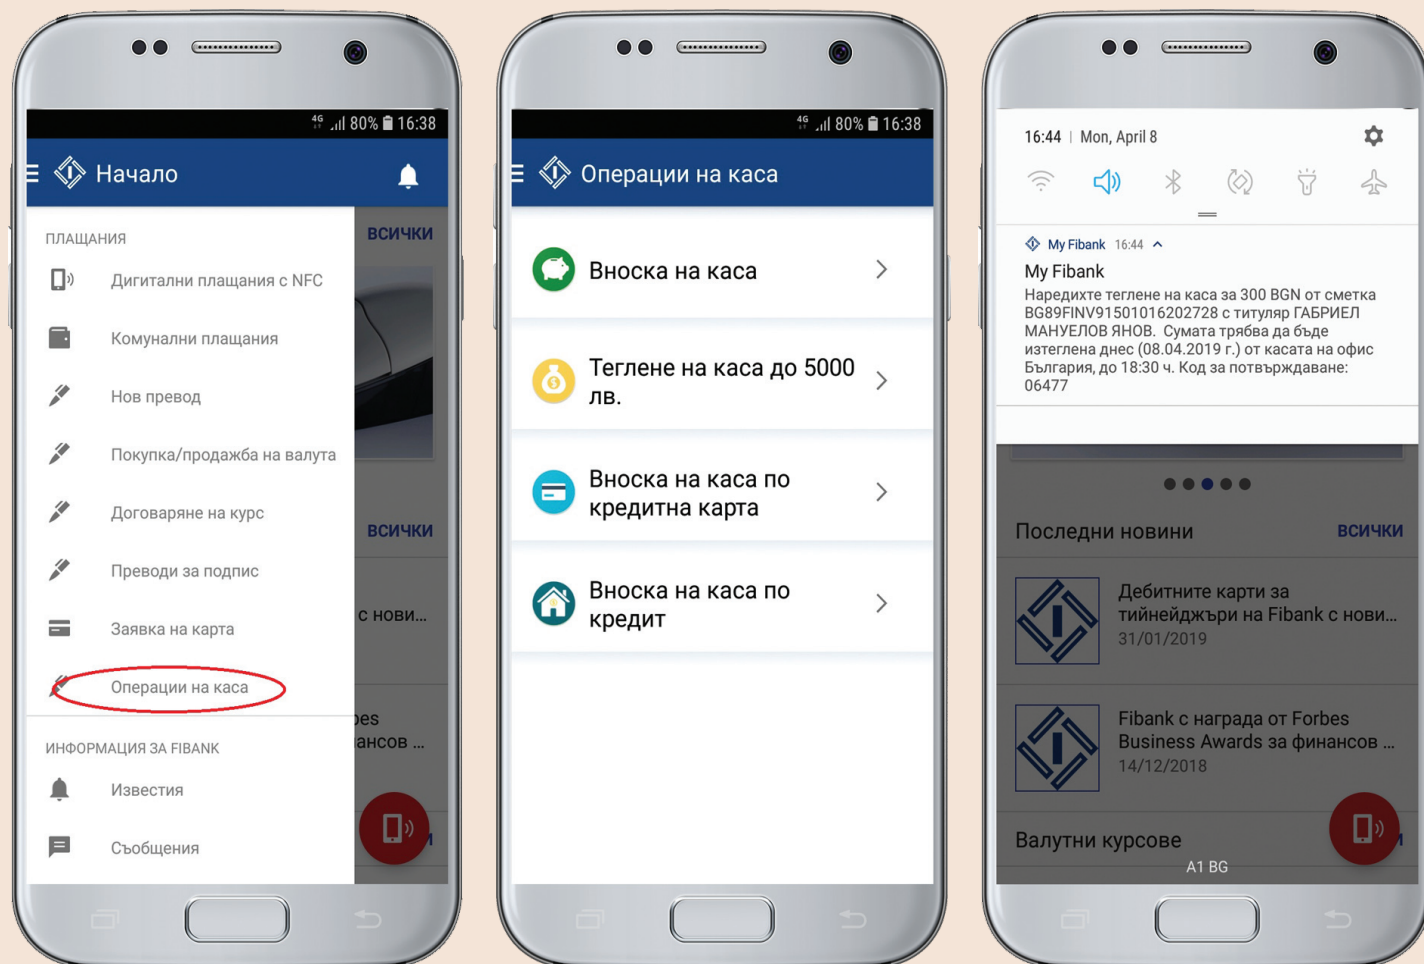 4G 80% 16:38
Начало
ПЛАЩАНИЯ
Дигитални плащания с NFC
Комунални плащания
Нов превод
Покупка/продажба на валута
Договаряне на курс
Преводи за подпис
Заявка на карта
Операции на каса
ИНФОРМАЦИЯ ЗА FIBANK
Известия
Съобщения
ВСИЧКИ
ВСИЧКИ
с нови...
ансов ...
4G 80% 16:38
Операции на каса
Вноска на каса
Теглене на каса до 5000
лв.
Вноска на каса по
кредитна карта
Вноска на каса по
кредит
16:44 | Mon, April 8
My Fibank 16:44
My Fibank
Наредихте теглене на каса за 300 BGN от сметка
BG89FINV91501016202728 с титуляр ГАБРИЕЛ
МАНУЕЛОВ ЯНОВ. Сумата трябва да бъде
изтеглена днес (08.04.2019 г.) от касата на офис
България, до 18:30 ч. Код за потвърждаване:
06477
Последни новини ВСИЧКИ
Дебитните карти за
тийнейджъри на Fibank с нови...
31/01/2019
Fibank с награда от Forbes
Business Awards за финансов ...
14/12/2018
Валутни курсове
A1 BG